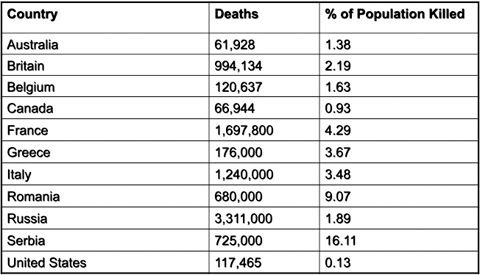 Country Deaths % of Population Killed
Australia 61,928 1.38
Britain 994,134 2.19
Belgium 120,637 1.63
Canada 66,944 0.93
France 1,697,800 4.29
Greece 176,000 3.67
Italy 1,240,000 3.48
Romania 680,000 9.07
Russia 3,311,000 1.89
Serbia 725,000 16.11
United States 117,465 0.13